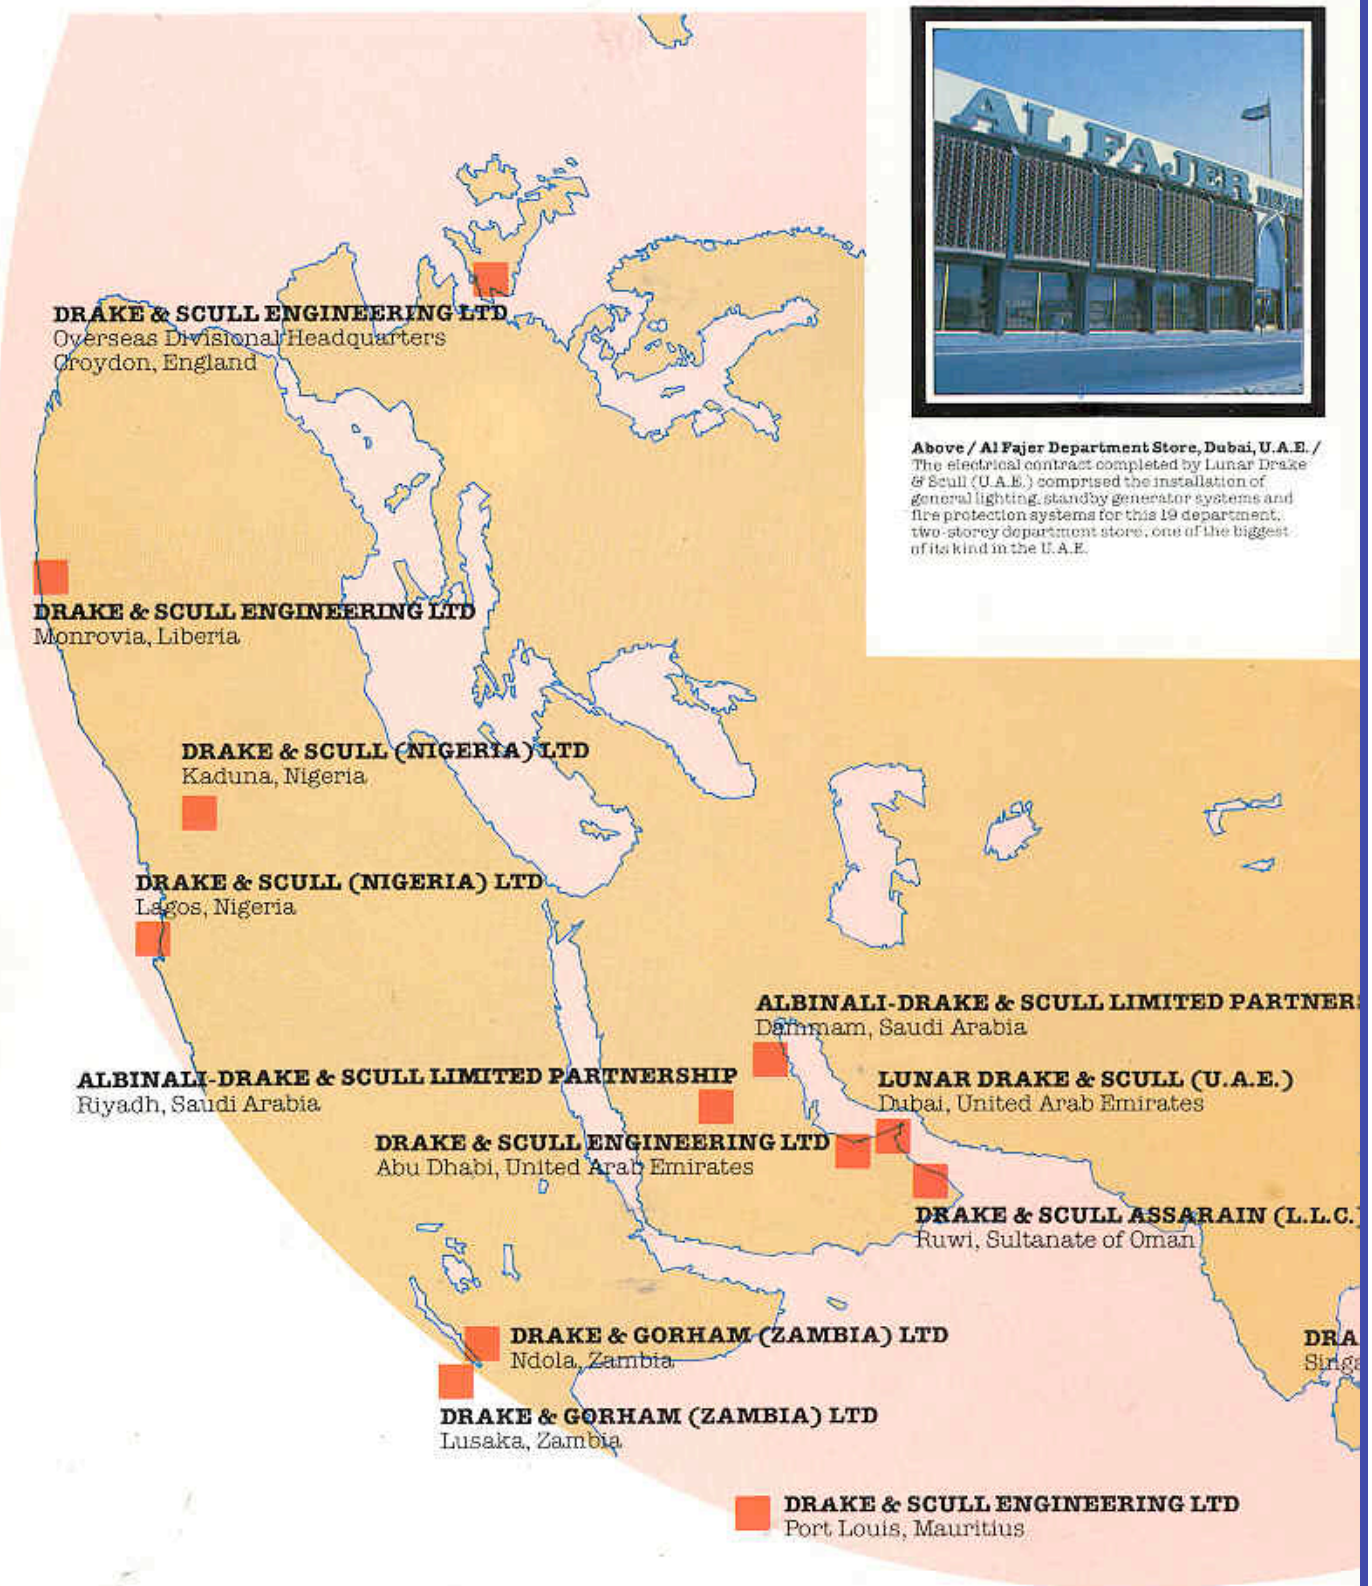 AL FAJER
DRAKE & SCULL ENGINEERING LTD
Overseas Divisional Headquarters
Croydon, England
Above / Al Fajer Department Store, Dubai, U.A.E. /
The electrical contract completed by Lunar Drake
& Scull (U.A.E.) comprised the installation of
general lighting, standby generator systems and
fire protection systems for this 19 department,
two-storey department store, one of the biggest
of its kind in the U.A.E.
DRAKE & SCULL ENGINEERING LTD
Monrovia, Liberia
DRAKE & SCULL (NIGERIA) LTD
Kaduna, Nigeria
DRAKE & SCULL (NIGERIA) LTD
Lagos, Nigeria
ALBINALI-DRAKE & SCULL LIMITED PARTNER
Dammam, Saudi Arabia
ALBINALI-DRAKE & SCULL LIMITED PARTNERSHIP
Riyadh, Saudi Arabia
LUNAR DRAKE & SCULL (U.A.E.)
Dubai, United Arab Emirates
DRAKE & SCULL ENGINEERING LTD
Abu Dhabi, United Arab Emirates
DRAKE & SCULL ASSARAIN (L.L.C.
Ruwi, Sultanate of Oman
DRAKE & GORHAM (ZAMBIA) LTD
Ndola, Zambia
DRA
Singa
DRAKE & GORHAM (ZAMBIA) LTD
Lusaka, Zambia
DRAKE & SCULL ENGINEERING LTD
Port Louis, Mauritius